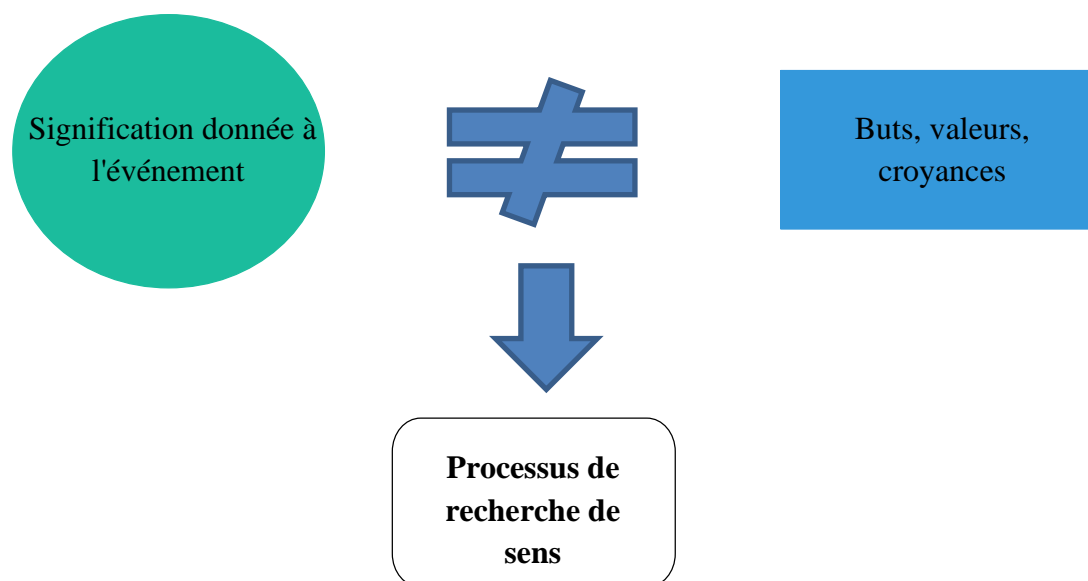 Signification donnée à
l'événement
Buts, valeurs,
croyances
Processus de
recherche de
sens